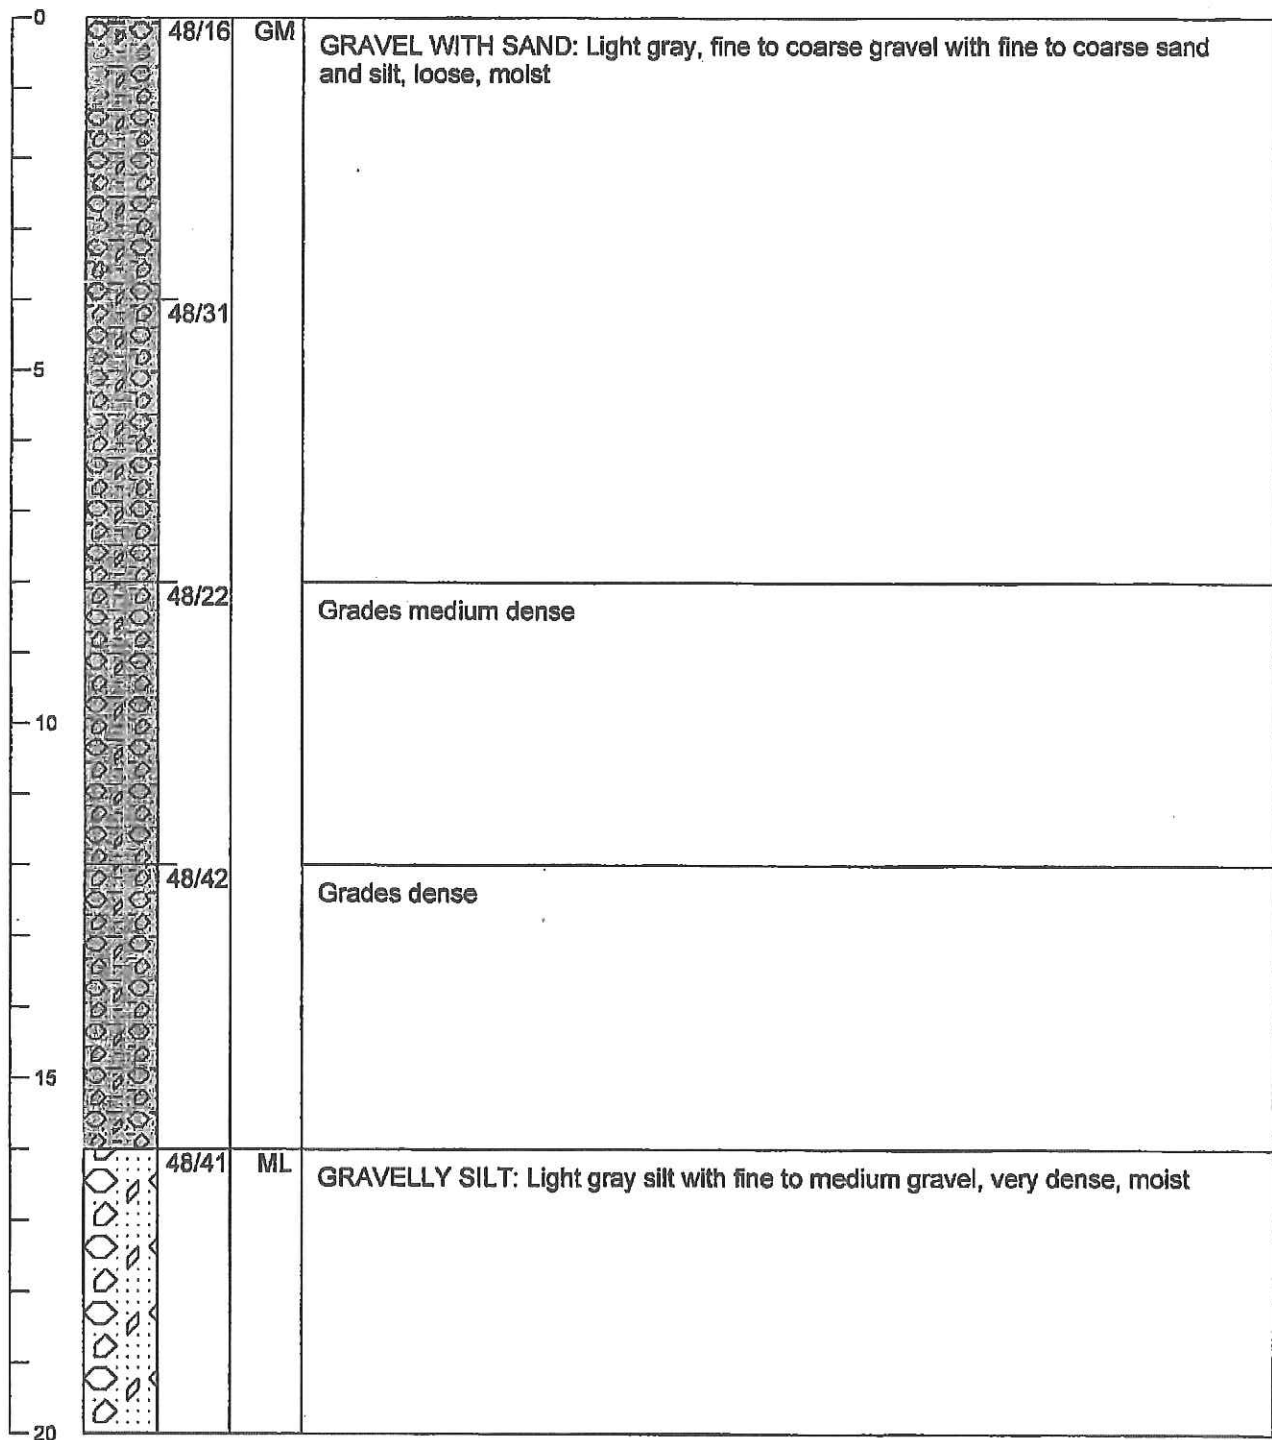 0
48/16 GM GRAVEL WITH SAND: Light gray, fine to coarse gravel with fine to coarse sand
and silt, loose, moist
48/31
5
48/22
Grades medium dense
10
48/42
Grades dense
15
48/41 ML GRAVELLY SILT: Light gray silt with fine to medium gravel, very dense, moist
20